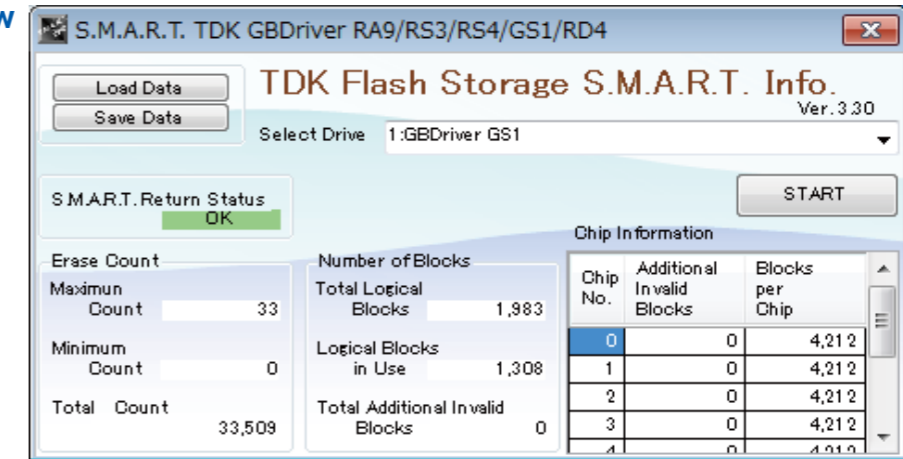 W
S.M.A.R.T. TDK GBDriver RA9/RS3/RS4/GS1/RD4
Load Data
Save Data
TDK Flash Storage S.M.A.R.T. Info.
Ver.3.30
Select Drive 1:GBDriver GS1
S.M.A.R.T. Return Status
OK
START
Erase Count
Maximun
Count 33
Minimum
Count 0
Total Count
33,509
Number of Blocks
Total Logical
Blocks 1,983
Logical Blocks
in Use 1,308
Total Additional Invalid
Blocks 0
Chip Information
Chip No. Additional Invalid Blocks Blocks per Chip
0 0 4,212
1 0 4,212
2 0 4,212
3 0 4,212
4 0 4,212